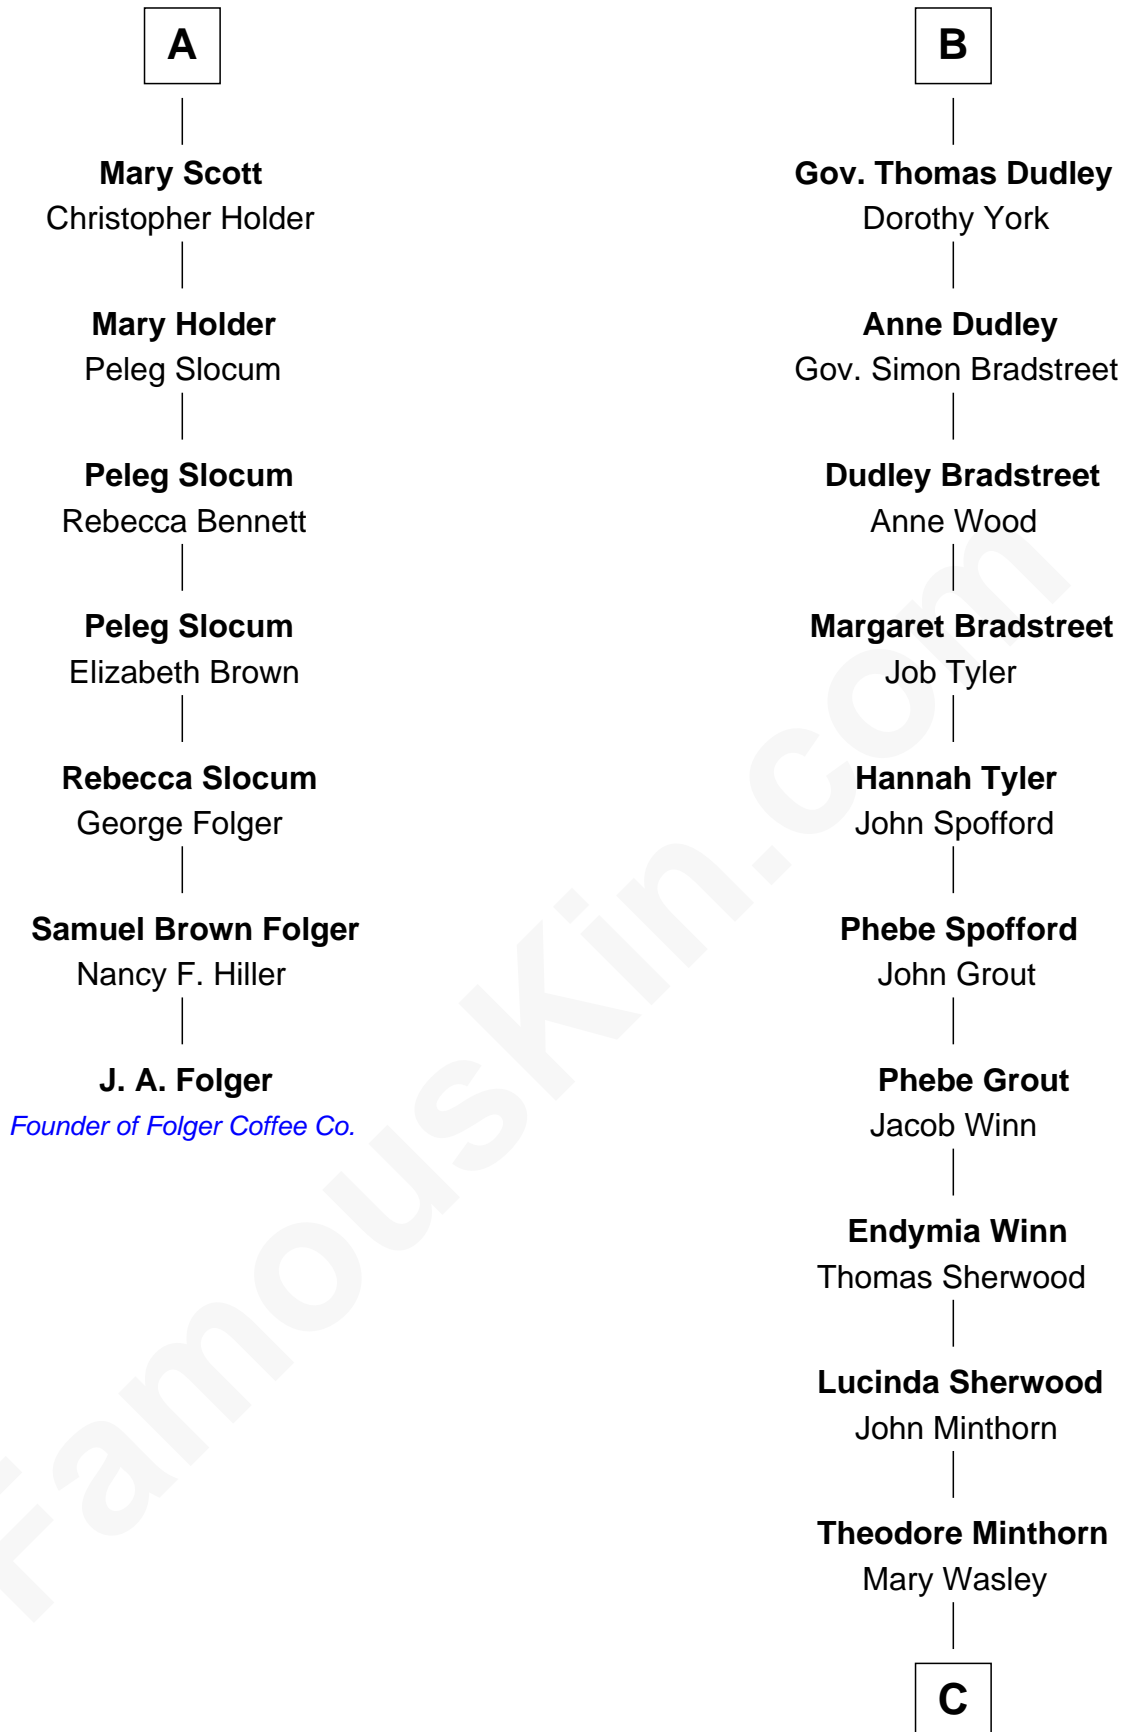 A
Mary Scott
Christopher Holder
Mary Holder
Peleg Slocum
Peleg Slocum
Rebecca Bennett
Peleg Slocum
Elizabeth Brown
Rebecca Slocum
George Folger
Samuel Brown Folger
Nancy F. Hiller
J. A. Folger
Founder of Folger Coffee Co.
B
Gov. Thomas Dudley
Dorothy York
Anne Dudley
Gov. Simon Bradstreet
Dudley Bradstreet
Anne Wood
Margaret Bradstreet
Job Tyler
Hannah Tyler
John Spofford
Phebe Spofford
John Grout
Phebe Grout
Jacob Winn
Endymia Winn
Thomas Sherwood
Lucinda Sherwood
John Minthorn
Theodore Minthorn
Mary Wasley
C
FamousKin.com